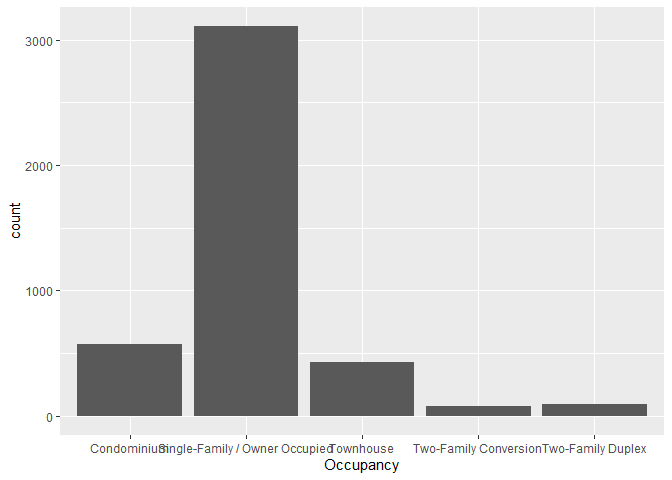 3000
2000
1000
0
count
Condominium Single-Family / Owner Occupied Townhouse Two-Family Conversion Two-Family Duplex
Occupancy